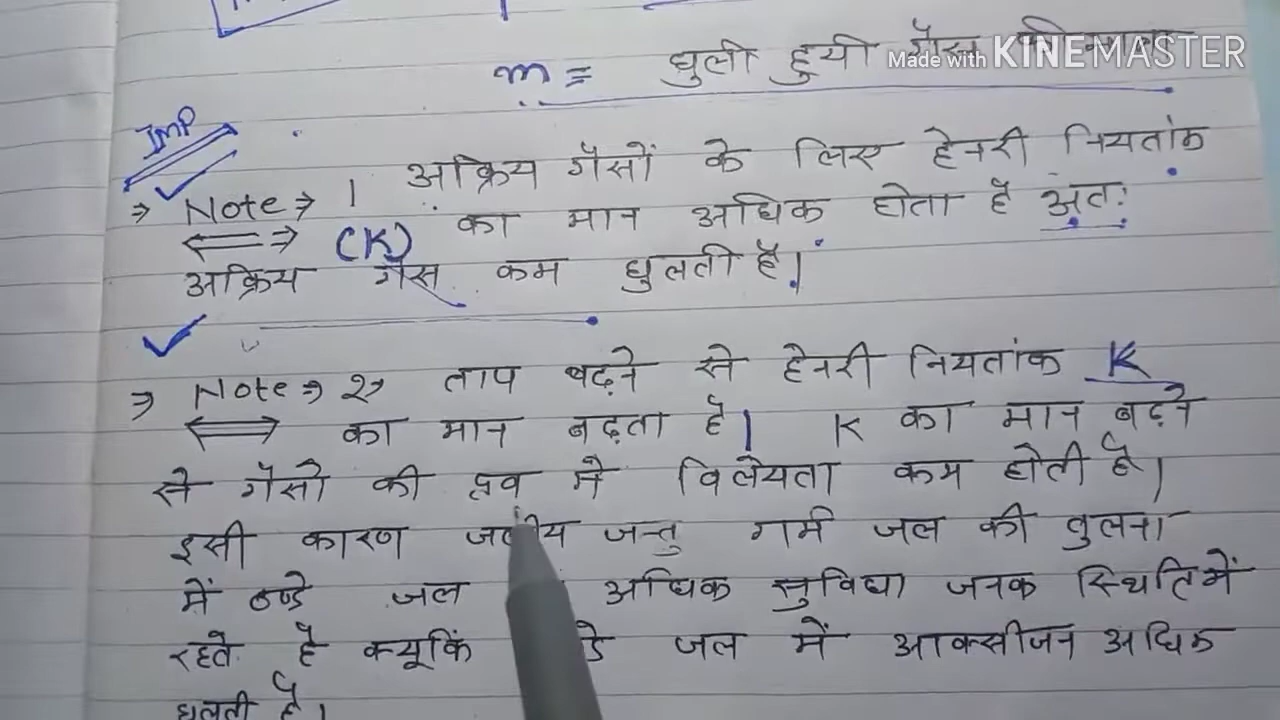 m = घुली हुयी गैस
Made with KINEMASTER
IMP
अक्रिय गैसों के लिए हेनरी नियतांक
⇒ Note ⇒ 1
(K) का मान अधिक होता है अतः
अक्रिय गैस कम घुलती है।
⇒ Note ⇒ 2 ताप बढ़ने से हेनरी नियतांक K
का मान बढ़ता है। K का मान बढ़ने
से गैसो की द्रव मे विलेयता कम होती है।
इसी कारण जलीय जन्तु गर्म जल की तुलना
में ठण्डे जल अधिक सुविधा जनक स्थिति में
रहते है क्यूकिं जल में आक्सीजन अधिक
घुलती है।